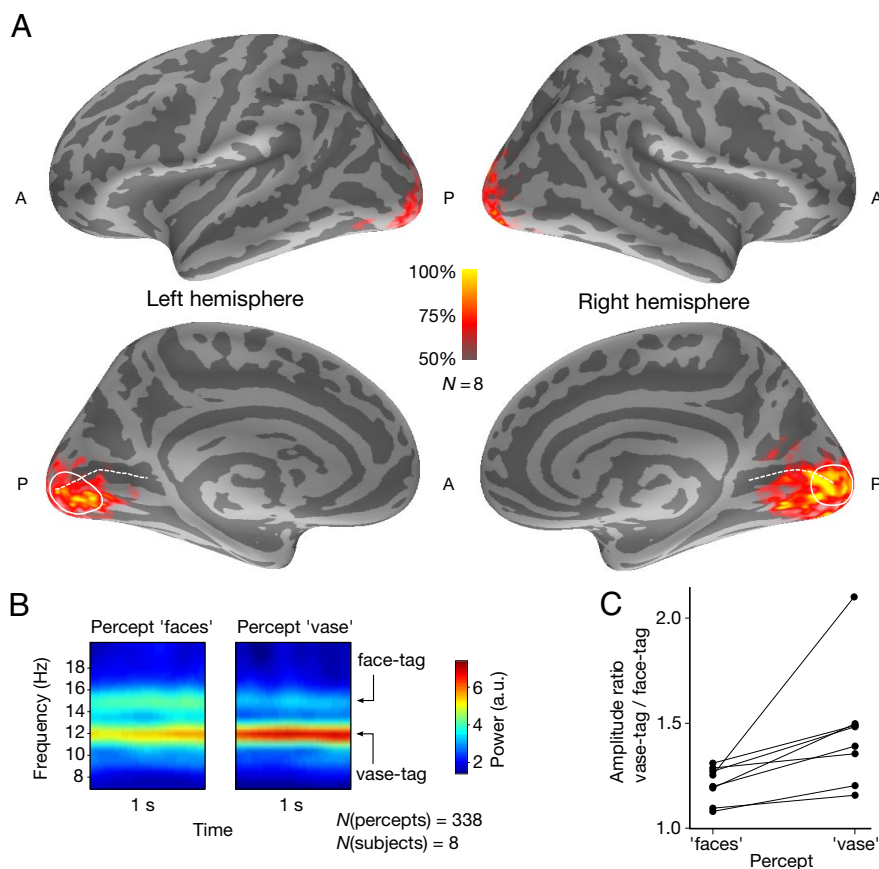 A
A
P
A
100%
Left hemisphere
75%
Right hemisphere
50%
N = 8
P
A
P
B
Percept 'faces'
Percept 'vase'
face-tag
Frequency (Hz)
18
16
14
12
10
8
vase-tag
6
4
2
Power (a.u.)
1 s
1 s
Time
N(percepts) = 338
N(subjects) = 8
C
Amplitude ratio
vase-tag / face-tag
2.0
1.5
1.0
'faces'
'vase'
Percept